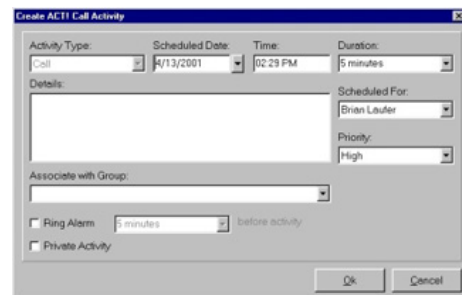 Create ACT! Call Activity
Activity Type: Scheduled Date: Time: Duration:
Call 4/13/2001 02:29 PM 5 minutes
Details:
Scheduled For:
Brian Lauter
Priority:
High
Associate with Group:
Ring Alarm 5 minutes before activity
Private Activity
Ok Cancel